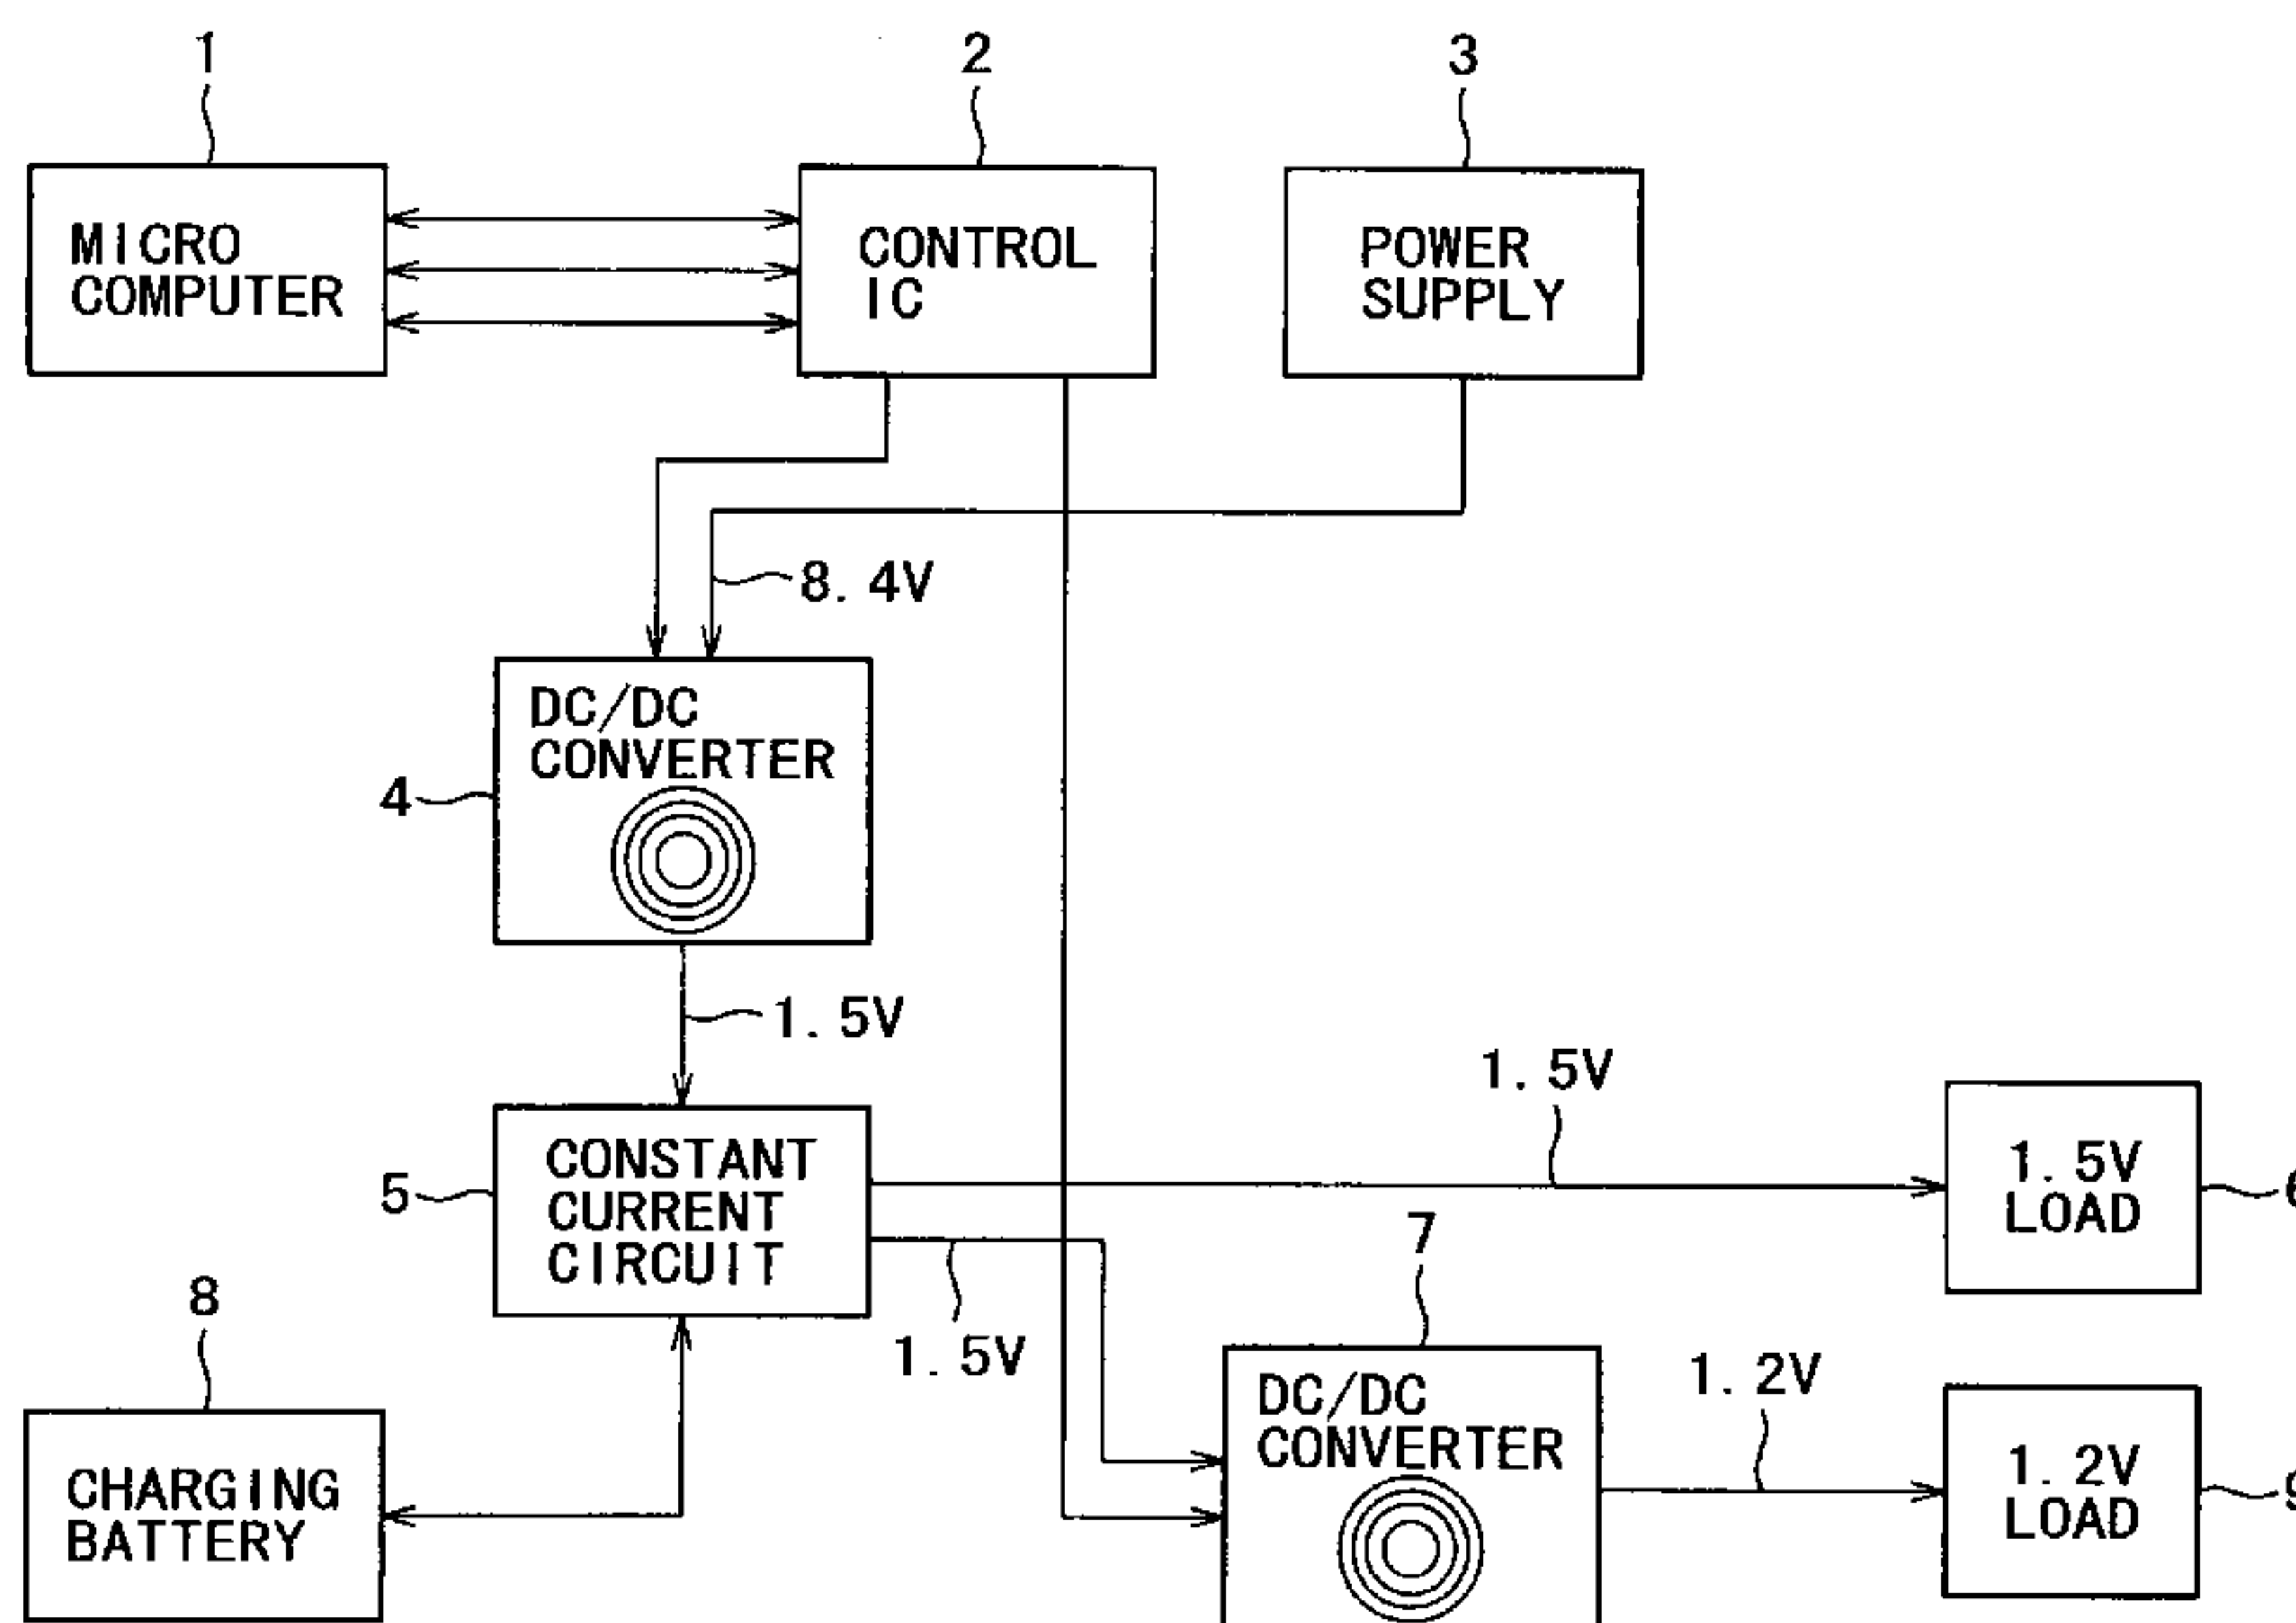 1
2
3
MICRO
COMPUTER
CONTROL
IC
POWER
SUPPLY
8.4V
DC/DC
CONVERTER
4
1.5V
1.5V
CONSTANT
CURRENT
CIRCUIT
5
1.5V
LOAD
7
8
1.5V
1.2V
DC/DC
CONVERTER
1.2V
LOAD
CHARGING
BATTERY